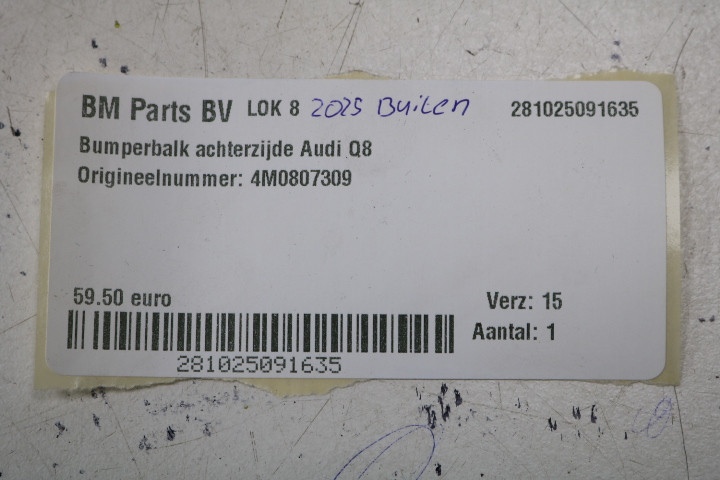 BM Parts BV LOK 8 2025 Buiten 281025091635
Bumperbalk achterzijde Audi Q8
Origineelnummer: 4M0807309
59.50 euro Verz: 15
Aantal: 1
281025091635